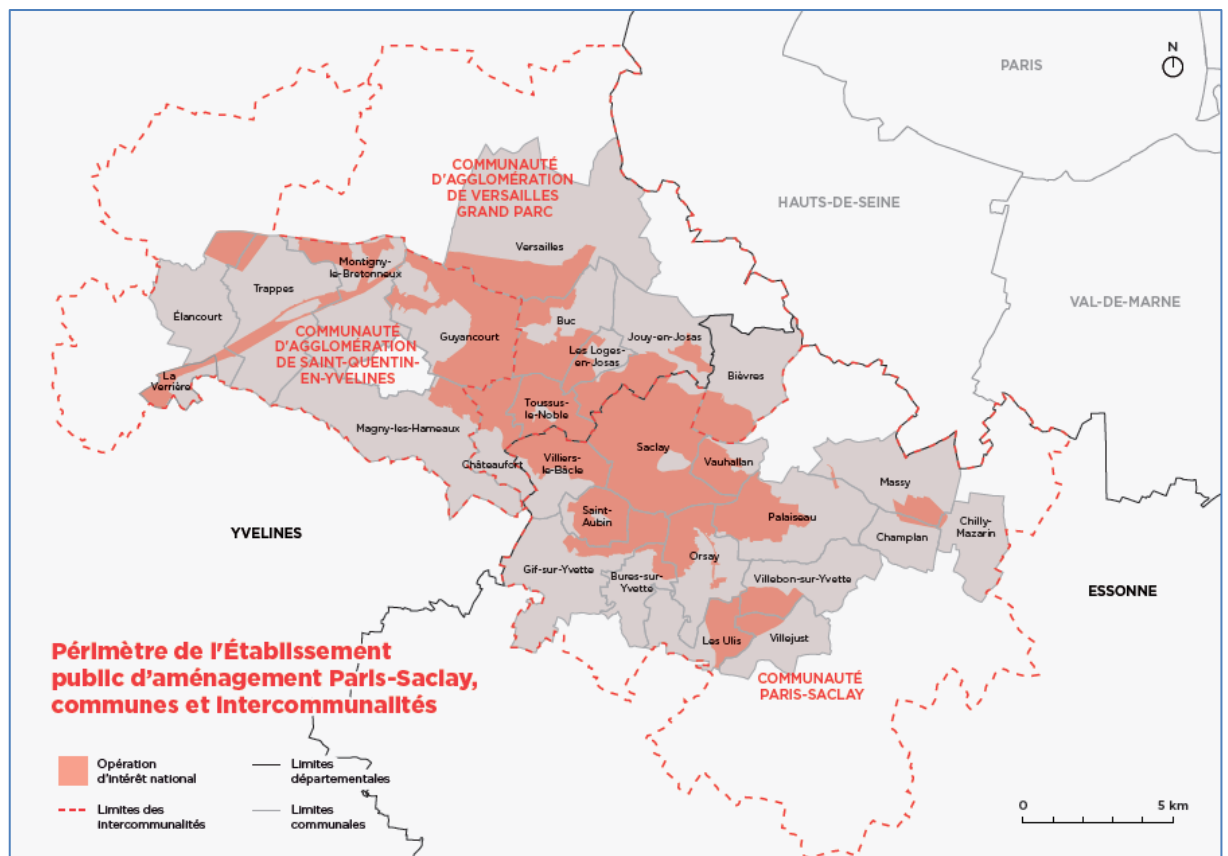 N
PARIS
COMMUNAUTÉ
D'AGGLOMÉRATION
DE VERSAILLES
GRAND PARC
HAUTS-DE-SEINE
Versailles
VAL-DE-MARNE
Montigny-
le-Bretonneux
Trappes
Élancourt
COMMUNAUTÉ
D'AGGLOMÉRATION
DE SAINT-QUENTIN-
EN-YVELINES
Guyancourt
Buc
Jouy-en-Josas
Les Loges-
en-Josas
Bièvres
La
Verrière
Toussus-
le-Noble
Magny-les-Hameaux
Châteaufort
Villiers-
le-Bâcle
Saclay
Vauhallan
Massy
Saint-
Aubin
Palaiseau
Champlan
Chilly-
Mazarin
YVELINES
Gif-sur-Yvette
Bures-sur-
Yvette
Orsay
Villebon-sur-Yvette
ESSONNE
Les Ulis
Villejust
COMMUNAUTÉ
PARIS-SACLAY
Périmètre de l'Établissement
public d'aménagement Paris-Saclay,
communes et Intercommunalités
Opération
d'intérêt national
Limites
départementales
Limites des
intercommunalités
Limites
communales
0 5 km